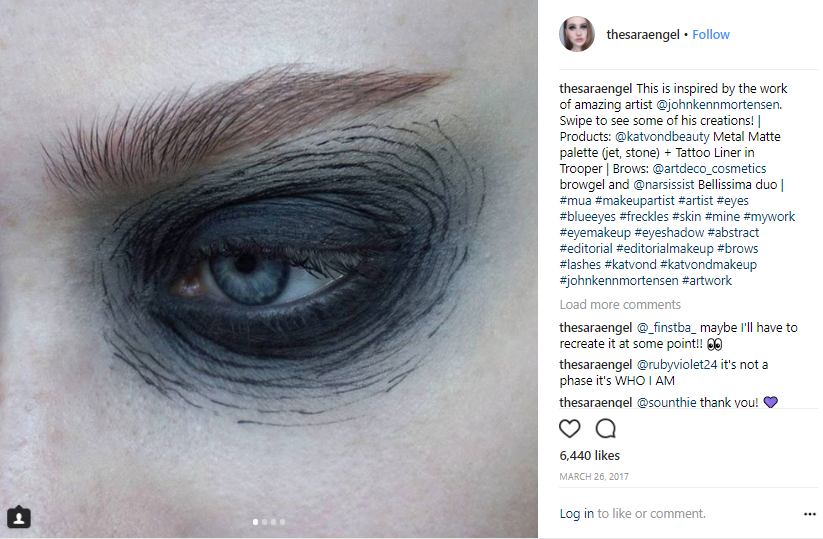 thesaraengel • Follow
thesaraengel This is inspired by the work
of amazing artist @johnkennmortensen.
Swipe to see some of his creations! |
Products: @katvondbeauty Metal Matte
palette (jet, stone) + Tattoo Liner in
Trooper | Brows: @artdeco_cosmetics
browgel and @narsissist Bellissima duo |
#mua #makeupartist #artist #eyes
#blueeyes #freckles #skin #mine #mywork
#eyemakeup #eyeshadow #abstract
#editorial #editorialmakeup #brows
#lashes #katvond #katvondmakeup
#johnkennmortensen #artwork
Load more comments
thesaraengel @_finstba_ maybe I'll have to
recreate it at some point!! 👀
thesaraengel @rubyviolet24 it's not a
phase it's WHO I AM
thesaraengel @sounthie thank you! 💜
6,440 likes
MARCH 26, 2017
Log in to like or comment.